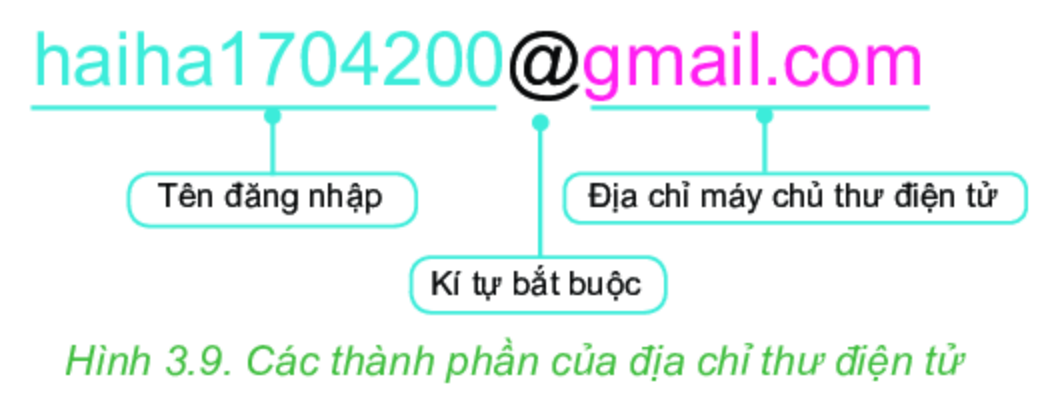 haiha1704200@gmail.com
Tên đăng nhập
Địa chỉ máy chủ thư điện tử
Kí tự bắt buộc
Hình 3.9. Các thành phần của địa chỉ thư điện tử